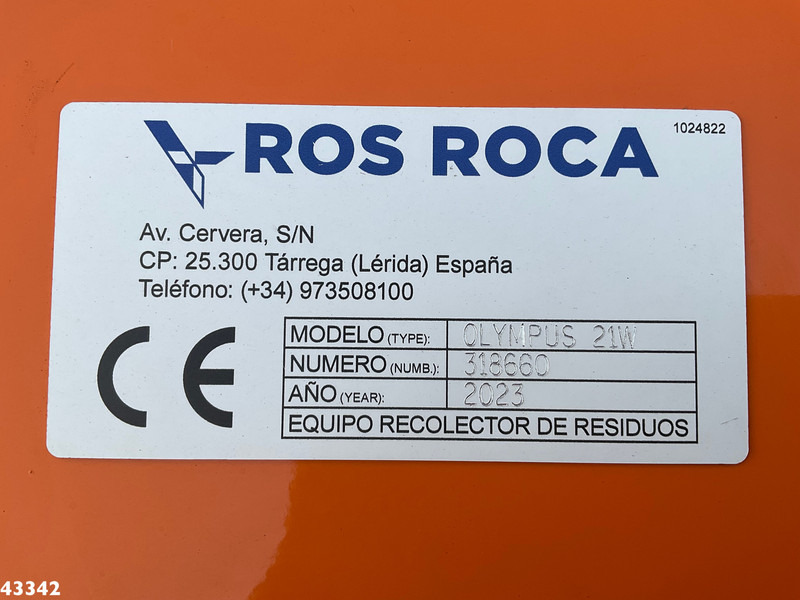 ROS ROCA
1024822
Av. Cervera, S/N
CP: 25.300 Tárrega (Lérida) España
Teléfono: (+34) 973508100
CE
MODELO (TYPE): OLYMPUS 21W
NUMERO (NUMB.): 318660
AÑO (YEAR): 2023
EQUIPO RECOLECTOR DE RESIDUOS
43342